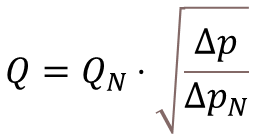 Q = Q_N · √(Δp / Δp_N)